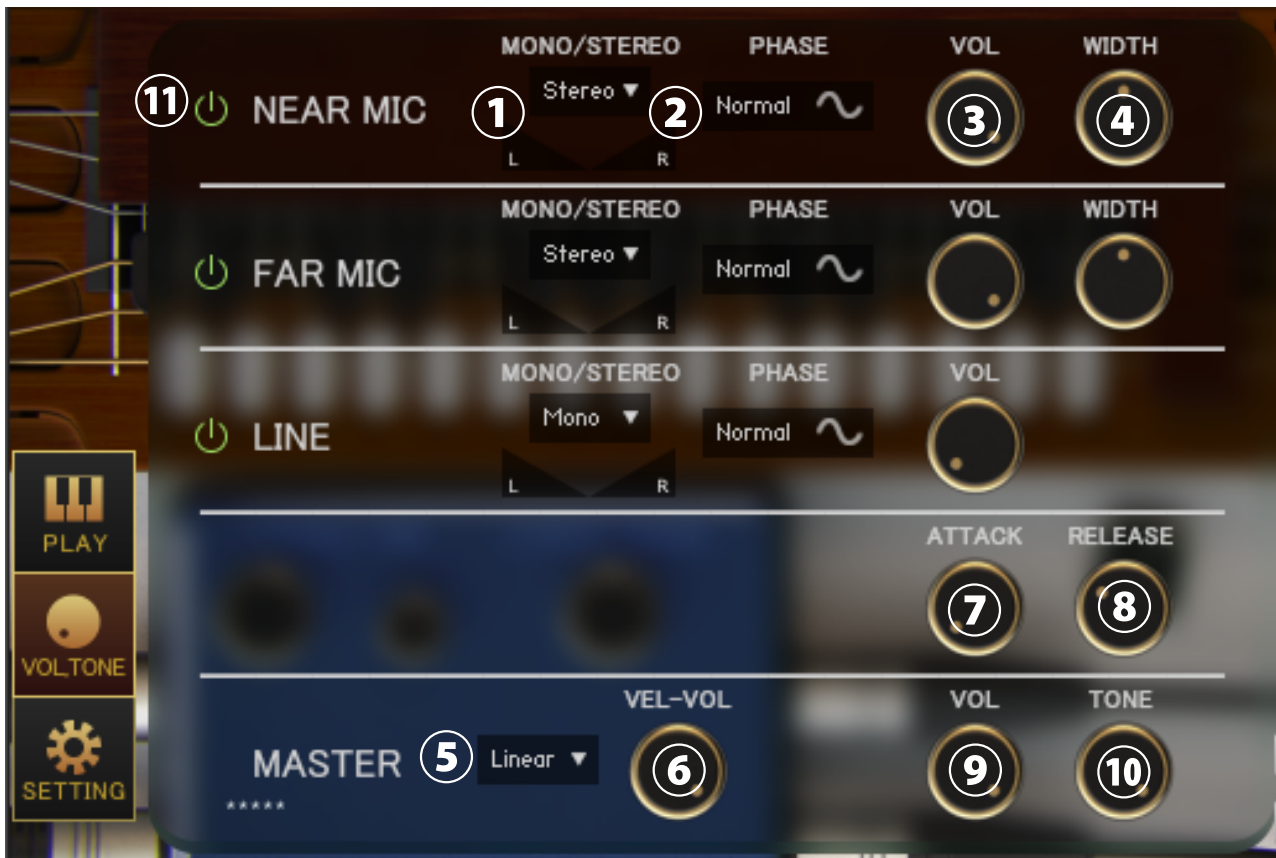 MONO/STEREO PHASE VOL WIDTH
11 NEAR MIC 1 Stereo ▼ 2 Normal 3 4
L R
MONO/STEREO PHASE VOL WIDTH
FAR MIC Stereo ▼ Normal
L R
MONO/STEREO PHASE VOL
LINE Mono ▼ Normal
L R
PLAY
ATTACK RELEASE
7 8
VOL,TONE
VEL-VOL VOL TONE
MASTER 5 Linear ▼ 6 9 10
SETTING
*****